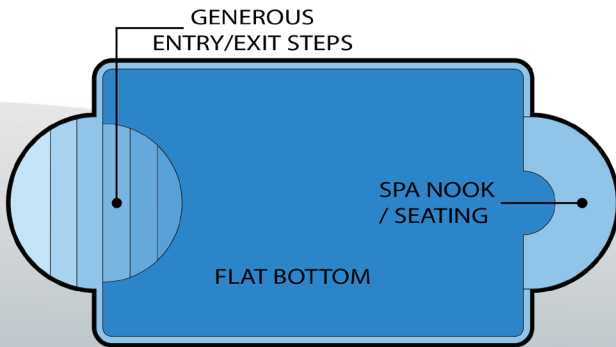 GENEROUS
ENTRY/EXIT STEPS
SPA NOOK
/ SEATING
FLAT BOTTOM